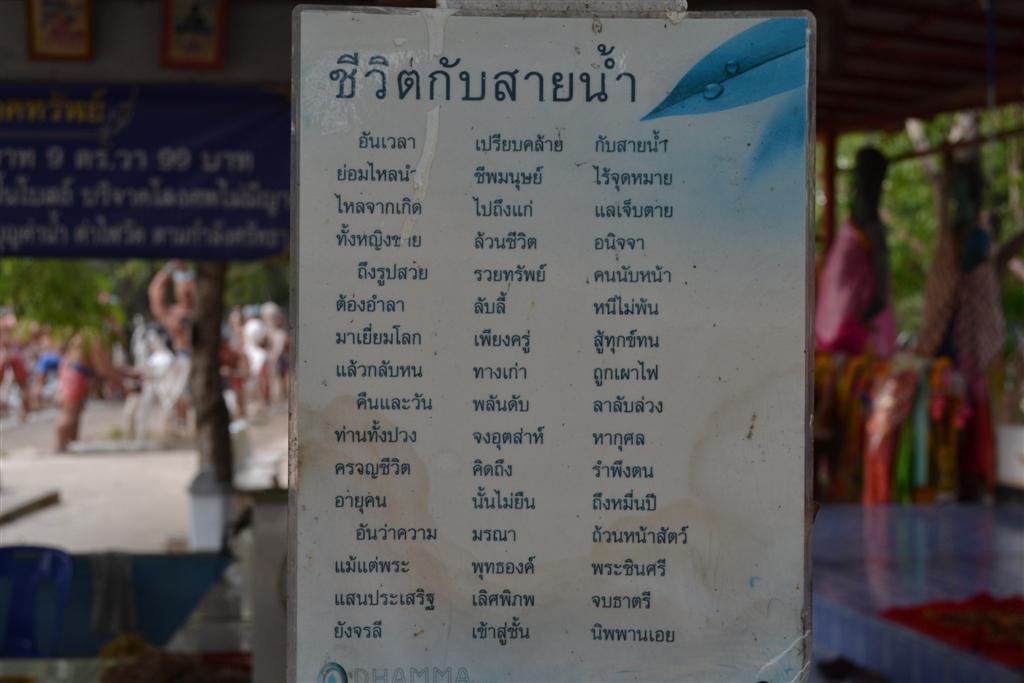 ชีวิตกับสายน้ำ
อันเวลา เปรียบคล้าย กับสายน้ำ
ย่อมไหลนำ ชีพมนุษย์ ไร้จุดหมาย
ไหลจากเกิด ไปถึงแก่ แลเจ็บตาย
ทั้งหญิงชาย ล้วนชีวิต อนิจจา
ถึงรูปสวย รวยทรัพย์ คนนับหน้า
ต้องอำลา ลับลี้ หนีไม่พ้น
มาเยี่ยมโลก เพียงครู่ สู้ทุกข์ทน
แล้วกลับหน ทางเก่า ถูกเผาไฟ
คืนและวัน พลันดับ ลาลับล่วง
ท่านทั้งปวง จงอุตส่าห์ หากุศล
ครจญชีวิต คิดถึง รำพึงตน
อายุคน นั้นไม่ยืน ถึงหมื่นปี
อันว่าความ มรณา ถ้วนหน้าสัตว์
แม้แต่พระ พุทธองค์ พระชินศรี
แสนประเสริฐ เลิศพิภพ จบธาตรี
ยังจรลี เข้าสู่ชั้น นิพพานเอย
DHAMMA
9 ตร.วา 99 บาท